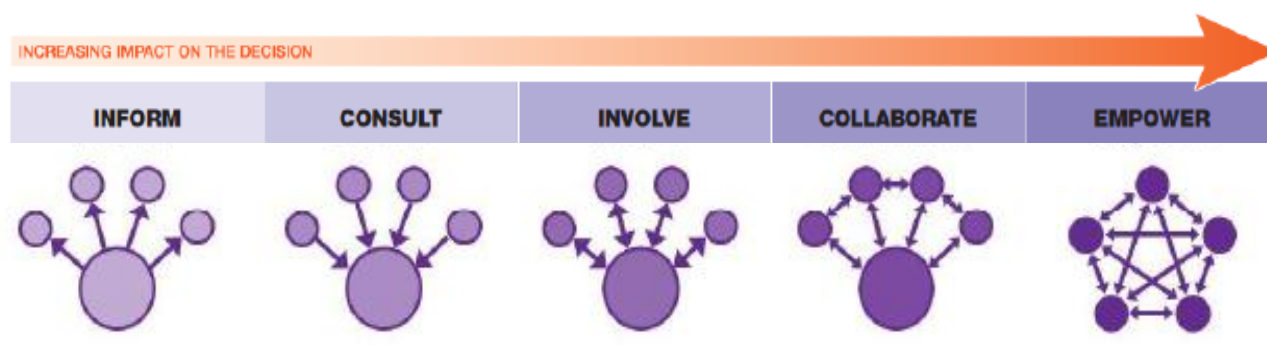 INCREASING IMPACT ON THE DECISION
INFORM CONSULT INVOLVE COLLABORATE EMPOWER